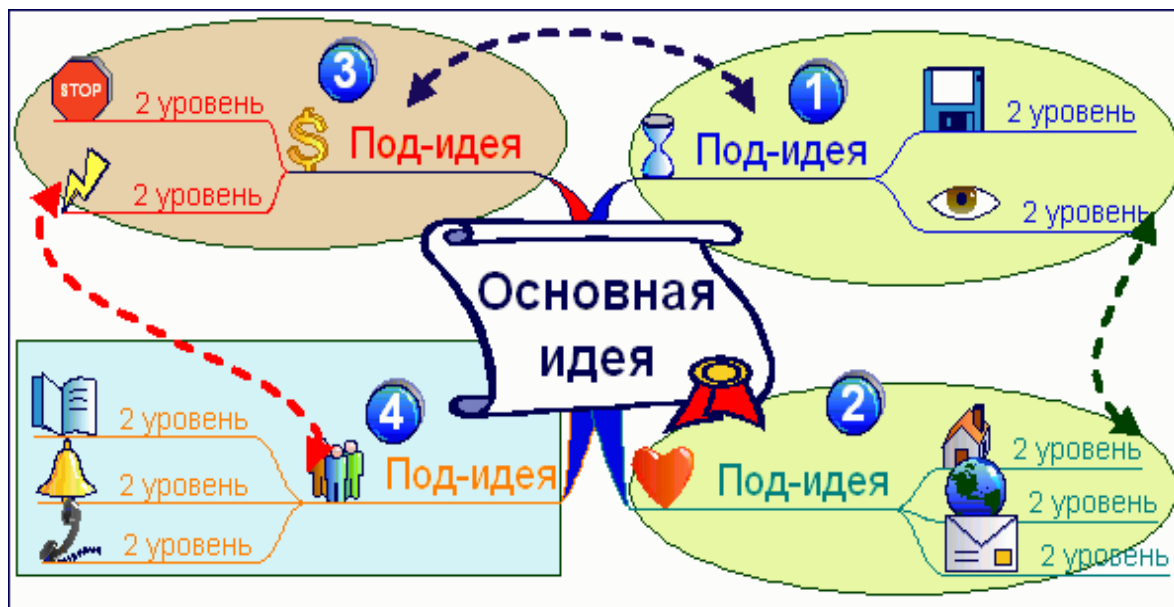 3
STOP
2 уровень
Под-идея
2 уровень
1
2 уровень
Под-идея
2 уровень
Основная
идея
4
2 уровень
Под-идея
2 уровень
2 уровень
2
2 уровень
Под-идея
2 уровень
2 уровень